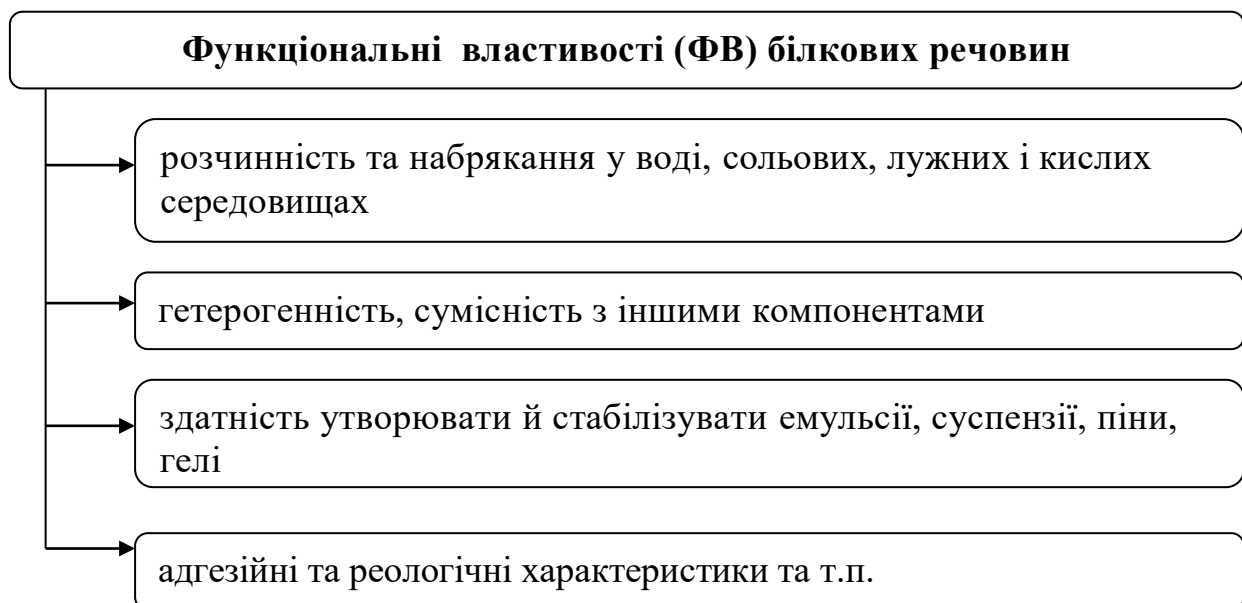 Функціональні властивості (ФВ) білкових речовин
розчинність та набрякання у воді, сольових, лужних і кислих
середовищах
гетерогенність, сумісність з іншими компонентами
здатність утворювати й стабілізувати емульсії, суспензії, піни,
гелі
адгезійні та реологічні характеристики та т.п.